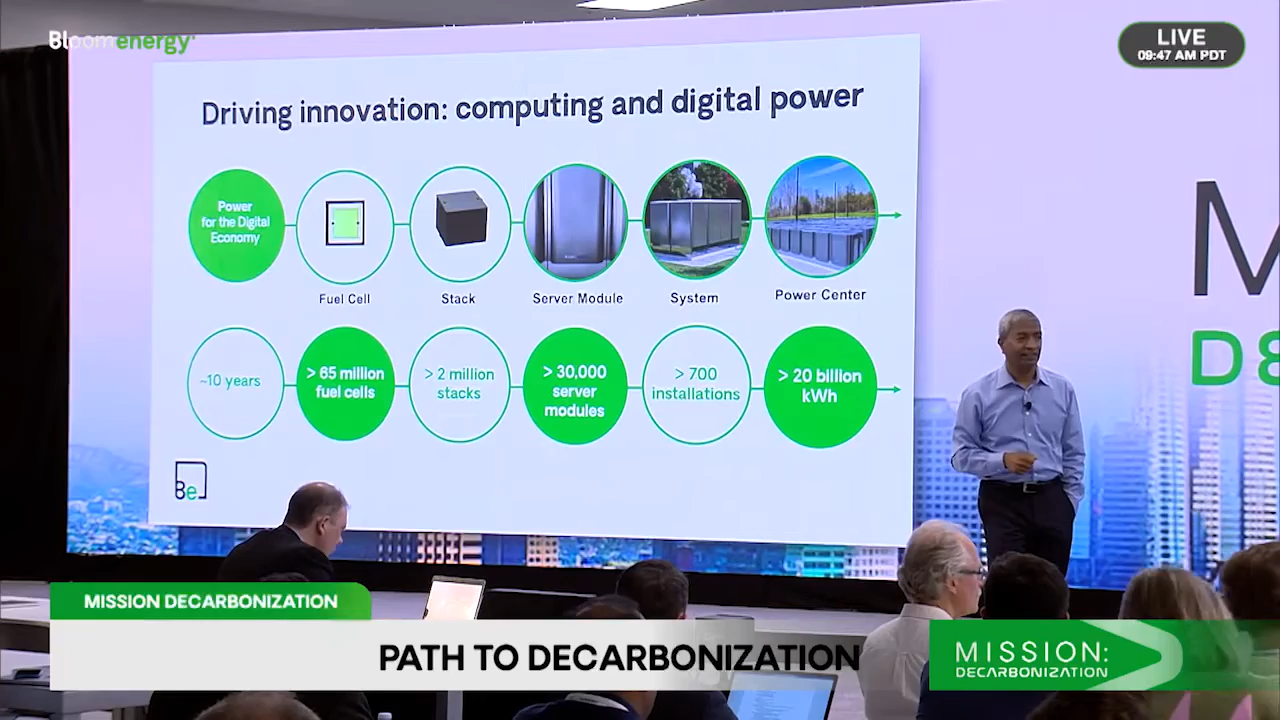 Bloomenergy
LIVE
09:47 AM PDT
Driving innovation: computing and digital power
Power
for the Digital
Economy
Fuel Cell
Stack
Server Module
System
Power Center
~10 years
> 65 million
fuel cells
> 2 million
stacks
> 30,000
server
modules
> 700
installations
> 20 billion
kWh
Be
M
D
MISSION DECARBONIZATION
PATH TO DECARBONIZATION
MISSION:
DECARBONIZATION